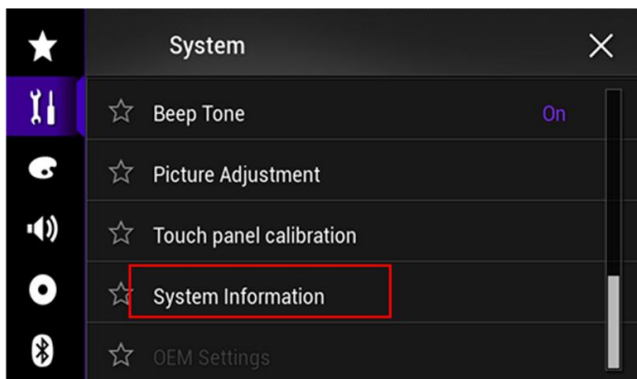 System
Beep Tone On
Picture Adjustment
Touch panel calibration
System Information
OEM Settings